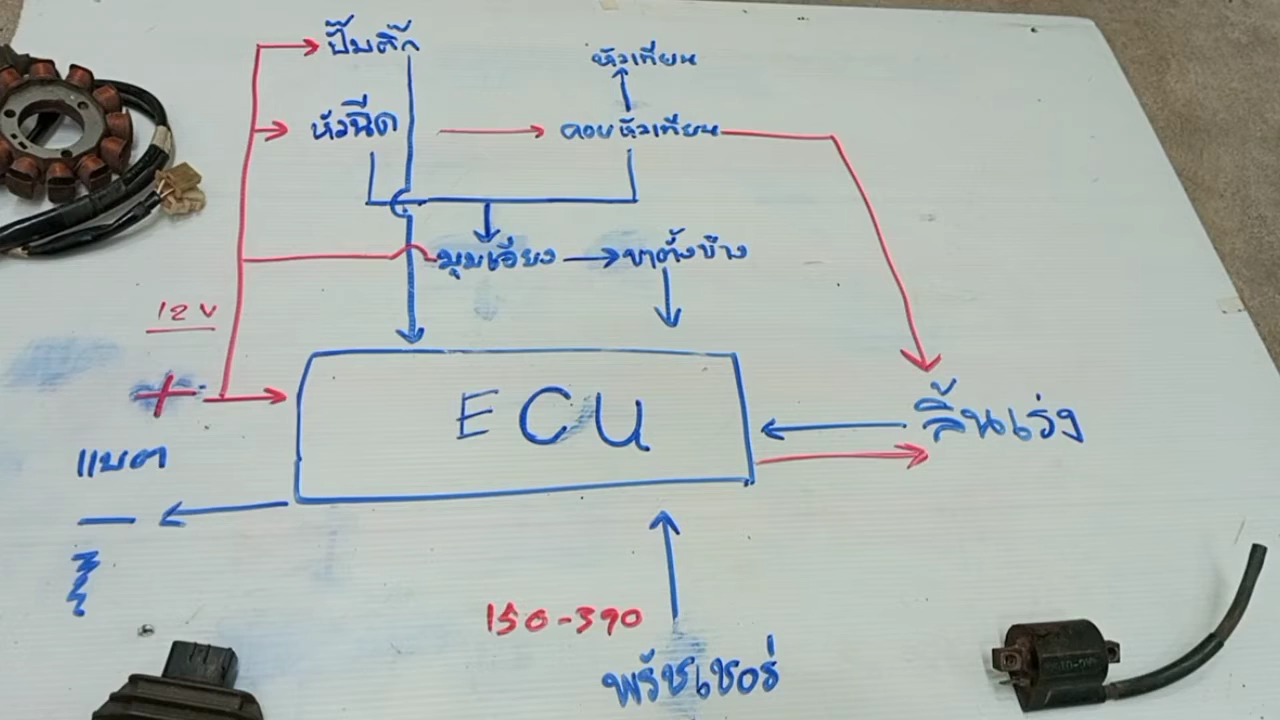 ปั๊มติ๊ก
หัวเทียน
หัวฉีด
คอยหัวเทียน
มุมเอียง
ขาตั้งข้าง
12 V
+
ECU
ลิ้นเร่ง
แบต
-
150-390
พรัชเชอร์